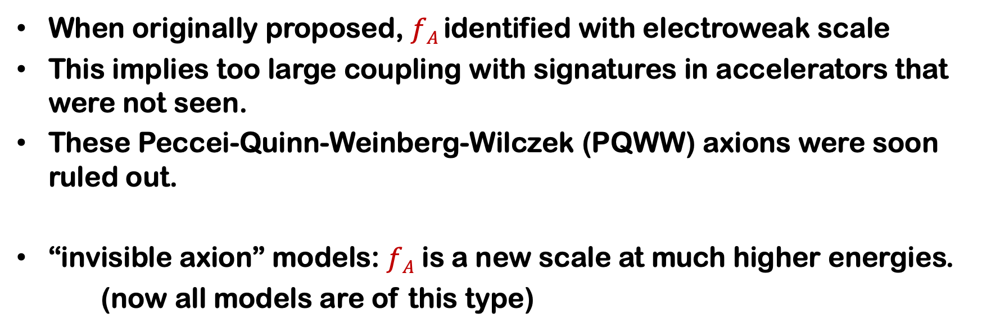 • When originally proposed, f_A identified with electroweak scale
• This implies too large coupling with signatures in accelerators that
were not seen.
• These Peccei-Quinn-Weinberg-Wilczek (PQWW) axions were soon
ruled out.
• “invisible axion” models: f_A is a new scale at much higher energies.
(now all models are of this type)